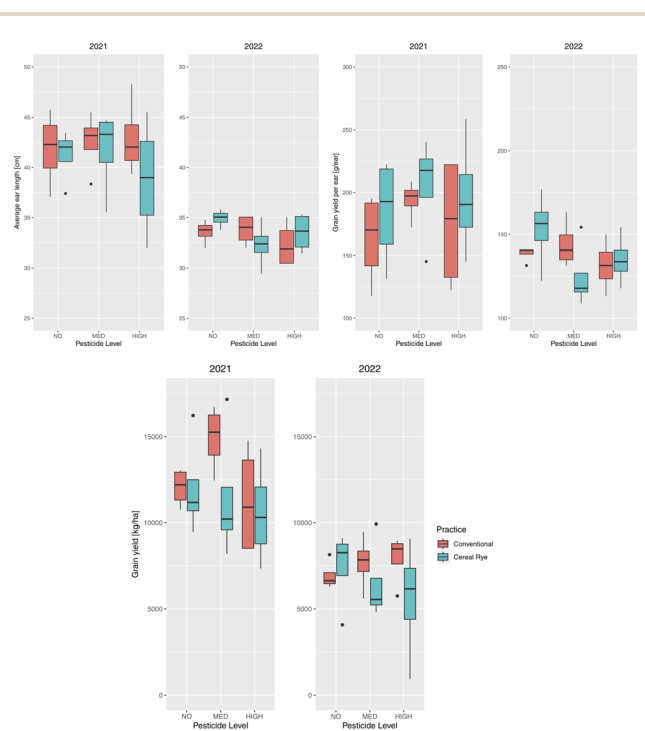 2021
2022
2021
2022
Average ear length [cm]
50
45
40
35
30
25
NO
MED
HIGH
Pesticide Level
50
45
40
35
30
25
NO
MED
HIGH
Pesticide Level
Grain yield per ear [g/ear]
300
250
200
150
100
NO
MED
HIGH
Pesticide Level
250
200
150
100
NO
MED
HIGH
Pesticide Level
2021
2022
Grain yield [kg/ha]
15000
10000
5000
0
NO
MED
HIGH
Pesticide Level
15000
10000
5000
0
NO
MED
HIGH
Pesticide Level
Practice
Conventional
Cereal Rye